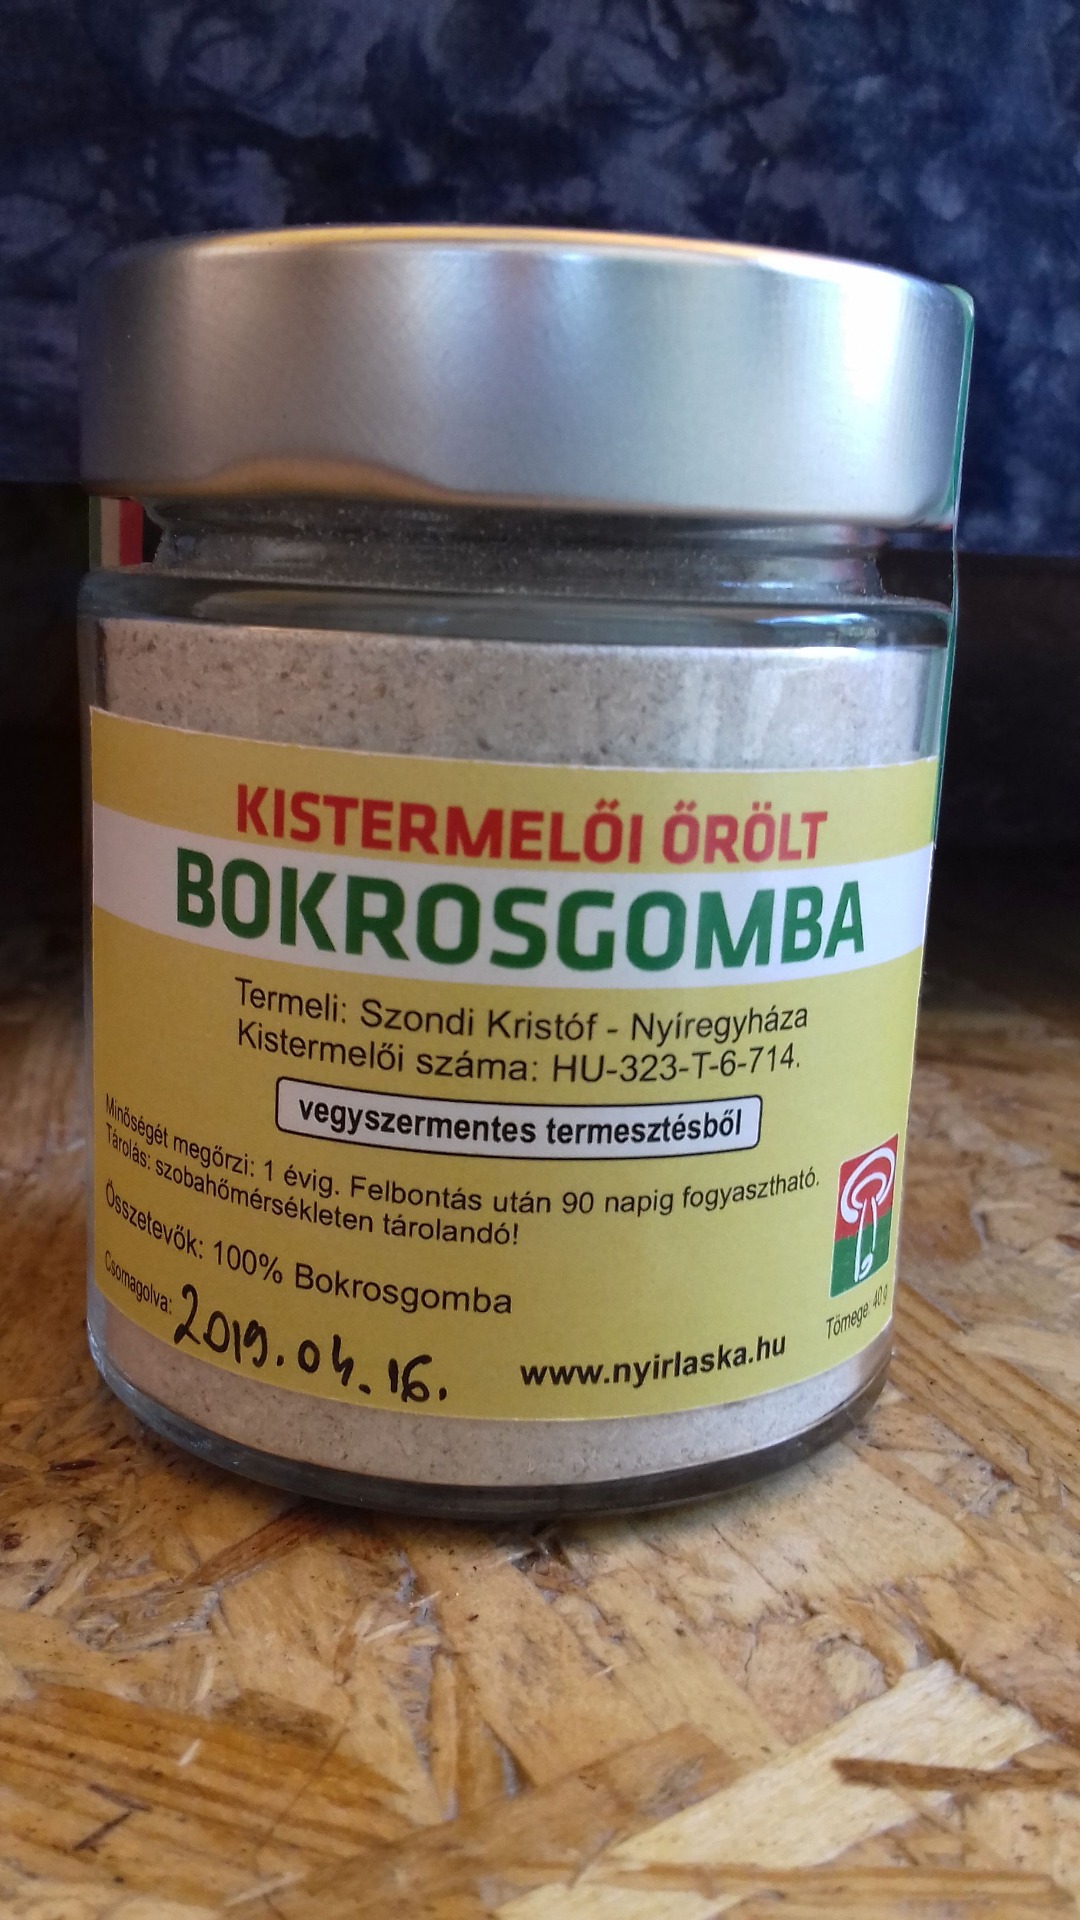 KISTERMELŐI ŐRÖLT
BOKROSGOMBA
Termeli: Szondi Kristóf - Nyíregyháza
Kistermelői száma: HU-323-T-6-714.
vegyszermentes termesztésből
Minőségét megőrzi: 1 évig. Felbontás után 90 napig fogyasztható.
Tárolás: szobahőmérsékleten tárolandó!
Összetevők: 100% Bokrosgomba
Csomagolva: 2019.04.16.
www.nyirlaska.hu
Tömege: 40 g